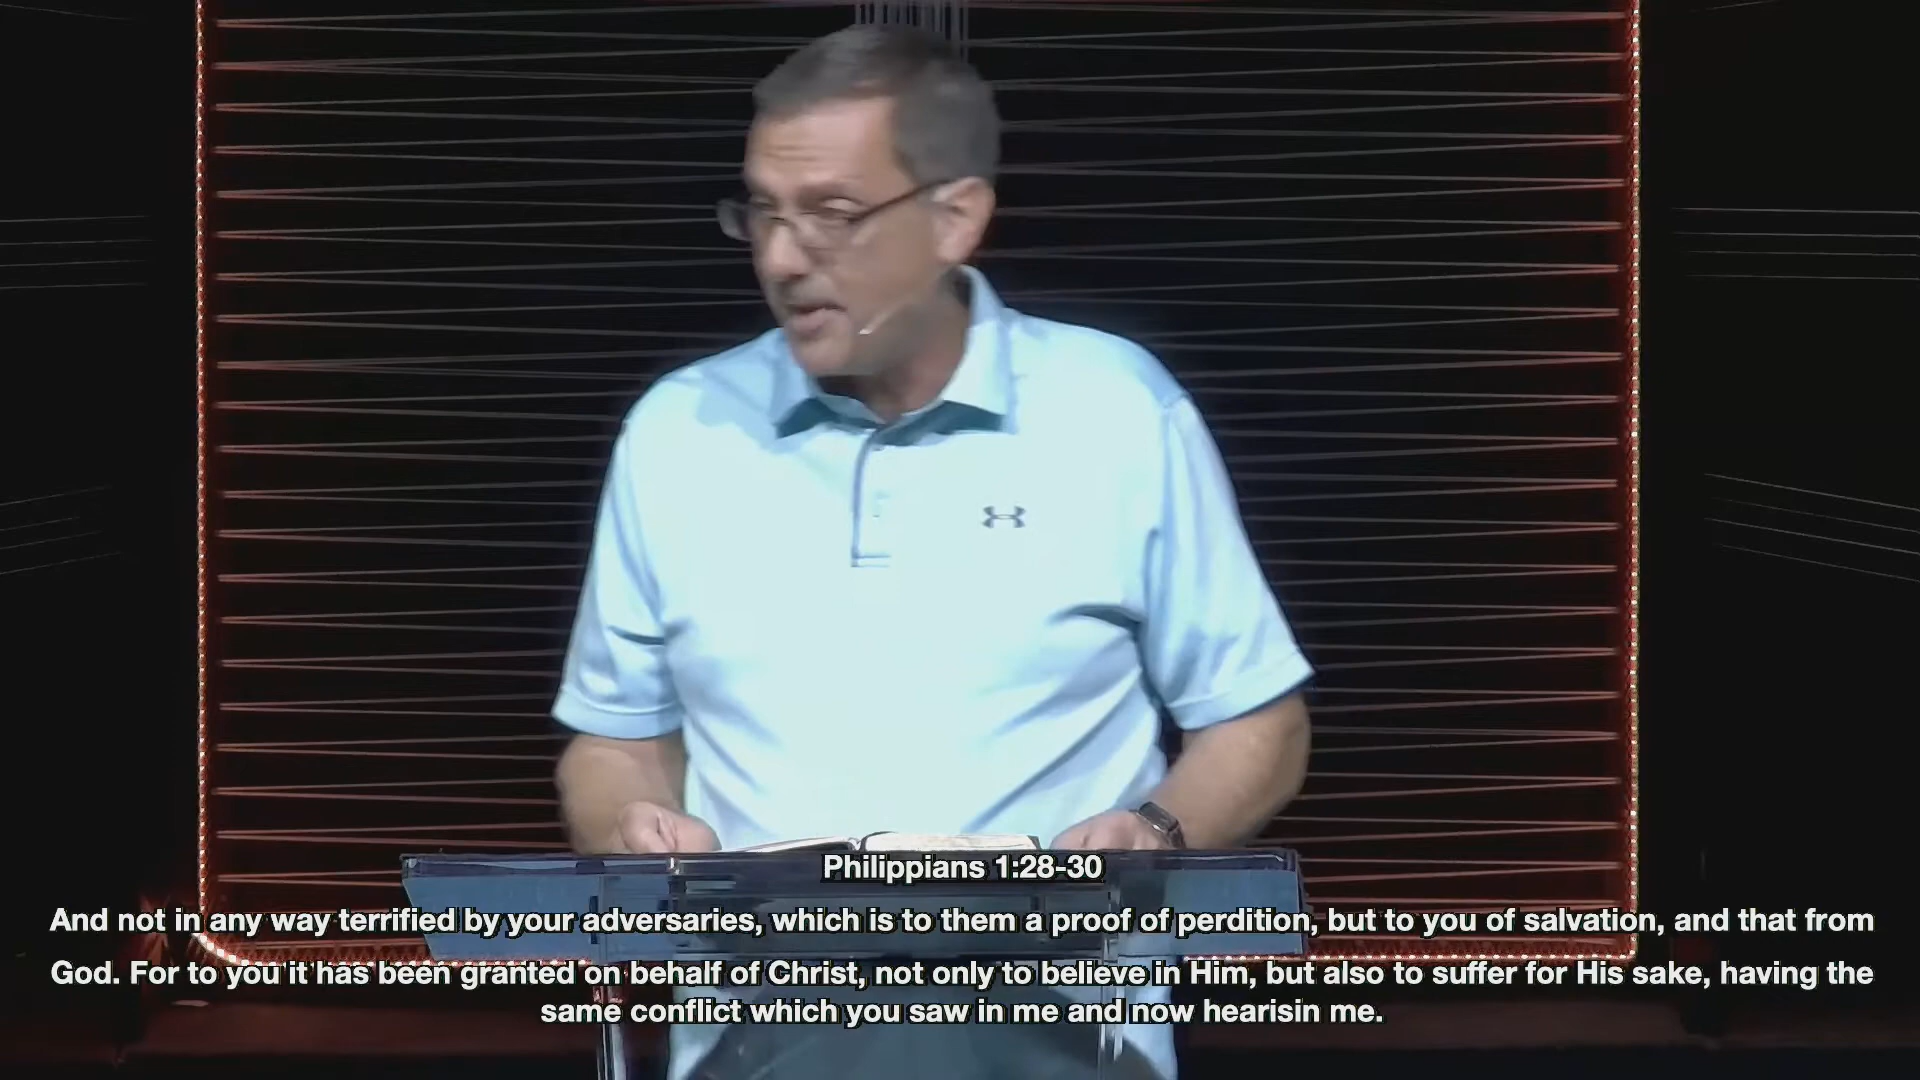 Philippians 1:28-30
And not in any way terrified by your adversaries, which is to them a proof of perdition, but to you of salvation, and that from
God. For to you it has been granted on behalf of Christ, not only to believe in Him, but also to suffer for His sake, having the
same conflict which you saw in me and now hearisin me.